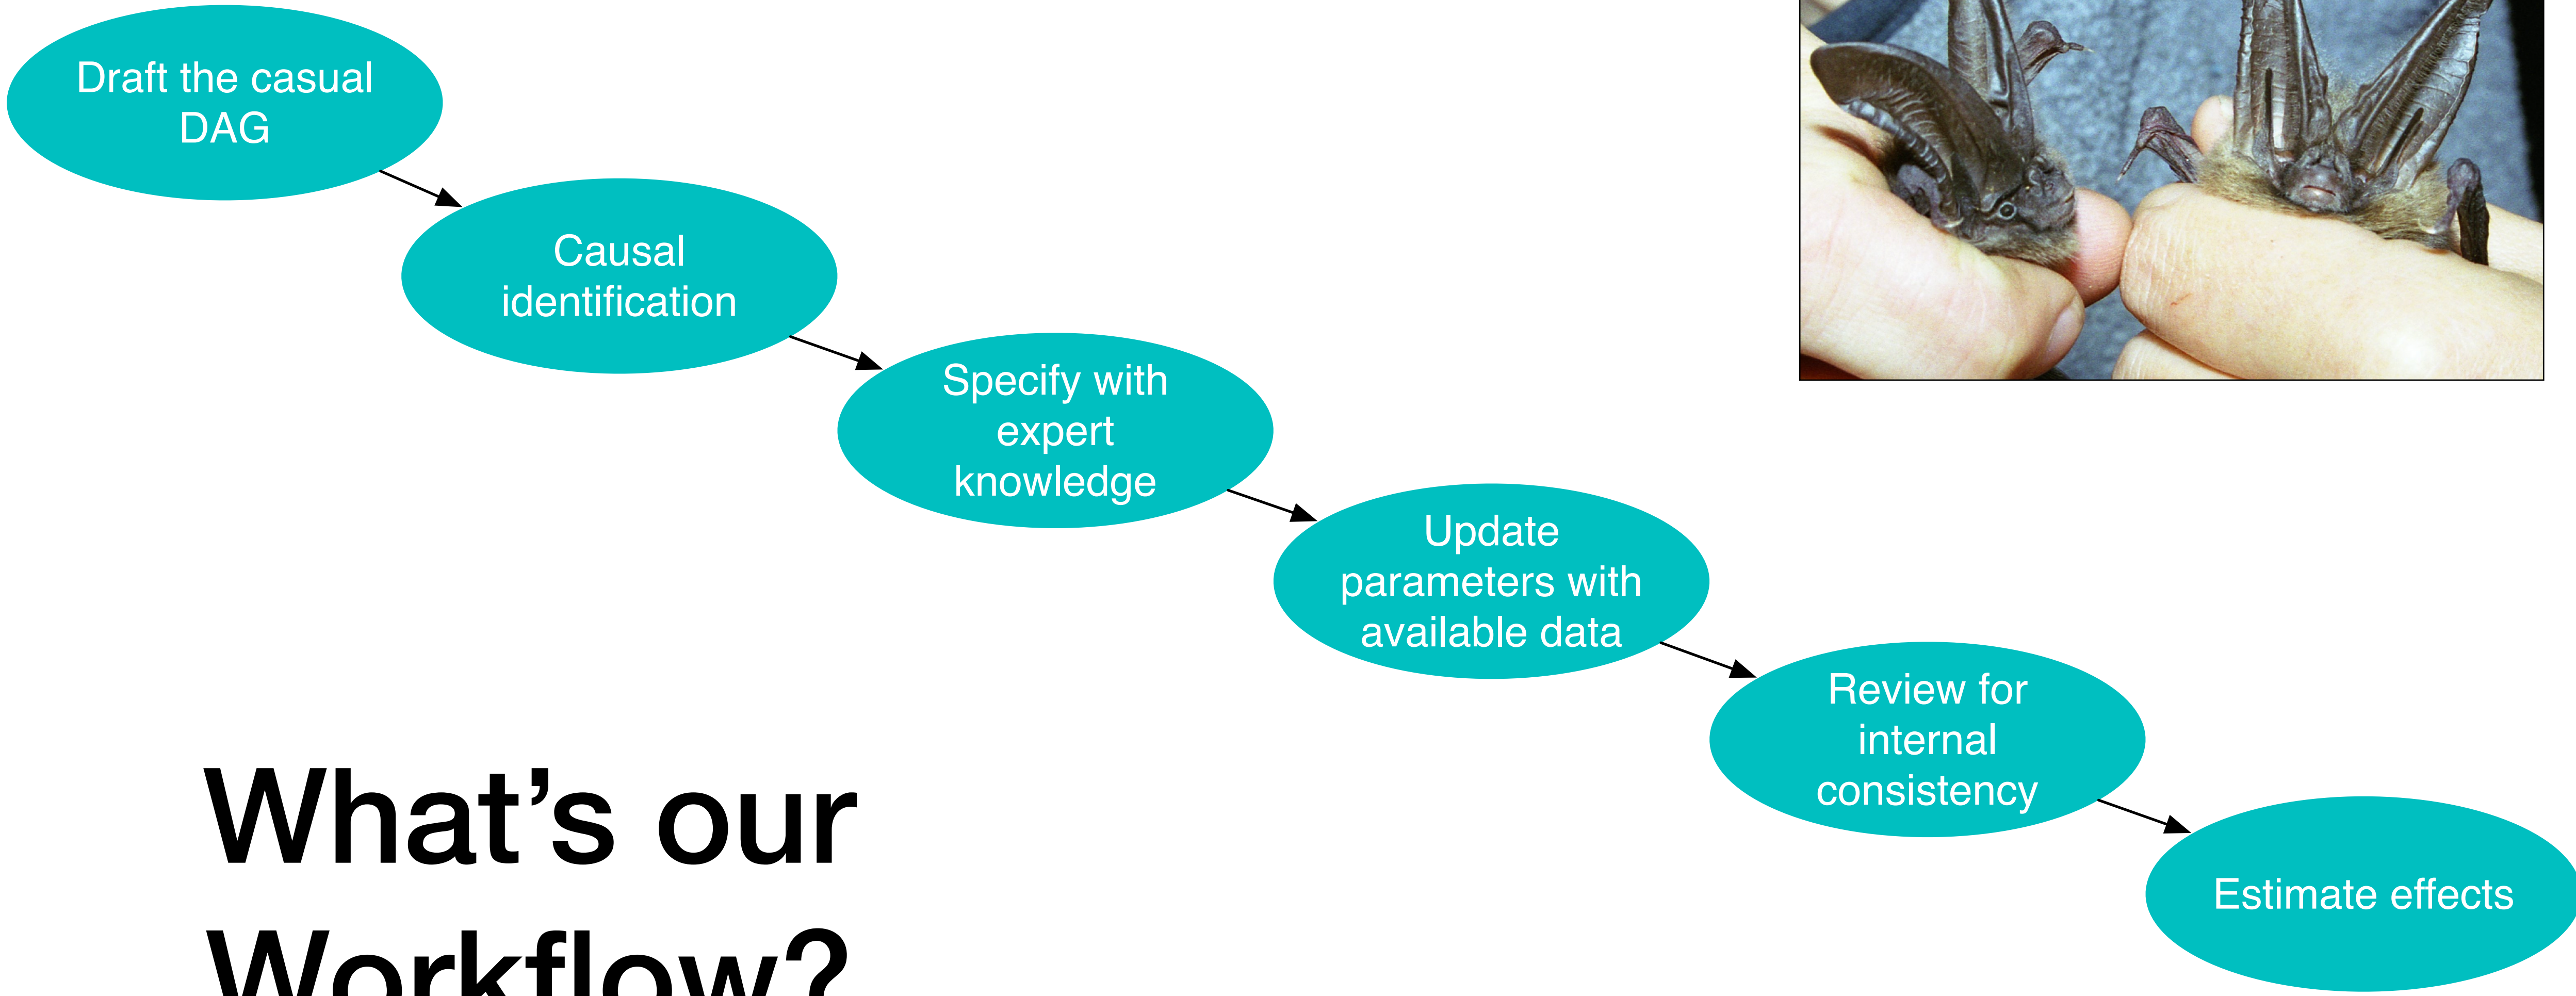 Draft the casual
DAG
Causal
identification
Specify with
expert
knowledge
Update
parameters with
available data
Review for
internal
consistency
Estimate effects
What’s our
Workflow?